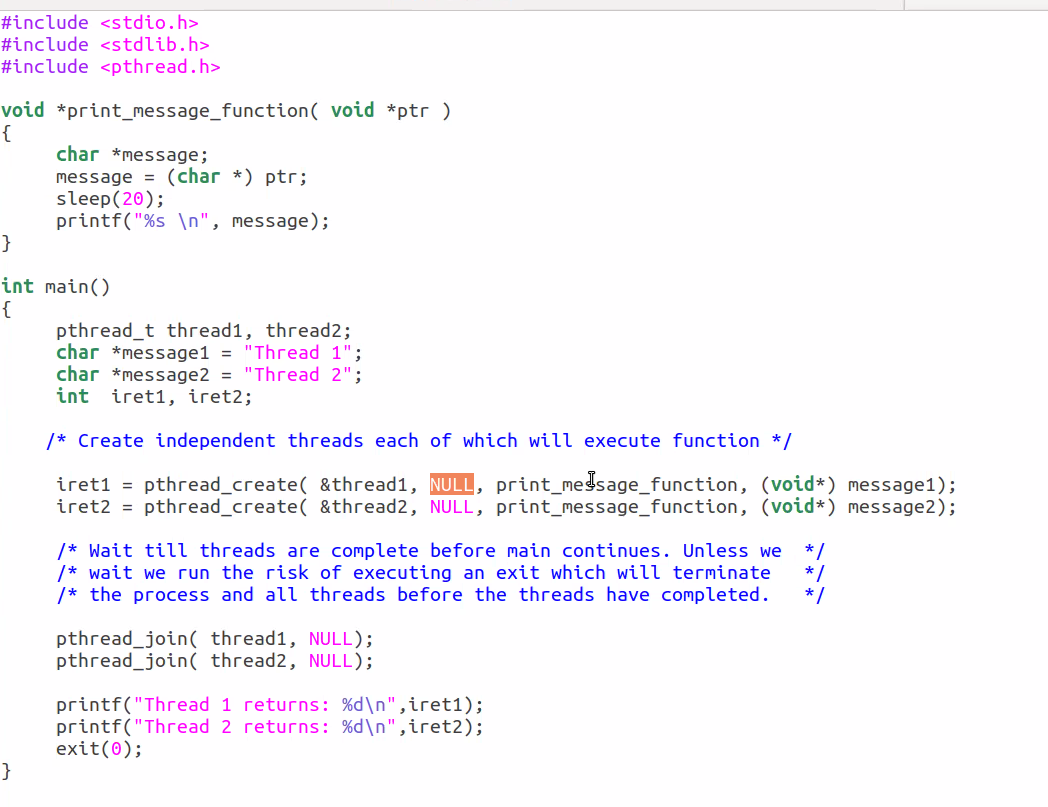 #include <stdio.h>
#include <stdlib.h>
#include <pthread.h>

void *print_message_function( void *ptr )
{
     char *message;
     message = (char *) ptr;
     sleep(20);
     printf("%s \n", message);
}

int main()
{
     pthread_t thread1, thread2;
     char *message1 = "Thread 1";
     char *message2 = "Thread 2";
     int  iret1, iret2;

    /* Create independent threads each of which will execute function */

     iret1 = pthread_create( &thread1, NULL, print_message_function, (void*) message1);
     iret2 = pthread_create( &thread2, NULL, print_message_function, (void*) message2);

     /* Wait till threads are complete before main continues. Unless we  */
     /* wait we run the risk of executing an exit which will terminate   */
     /* the process and all threads before the threads have completed.   */

     pthread_join( thread1, NULL);
     pthread_join( thread2, NULL);

     printf("Thread 1 returns: %d\n",iret1);
     printf("Thread 2 returns: %d\n",iret2);
     exit(0);
}